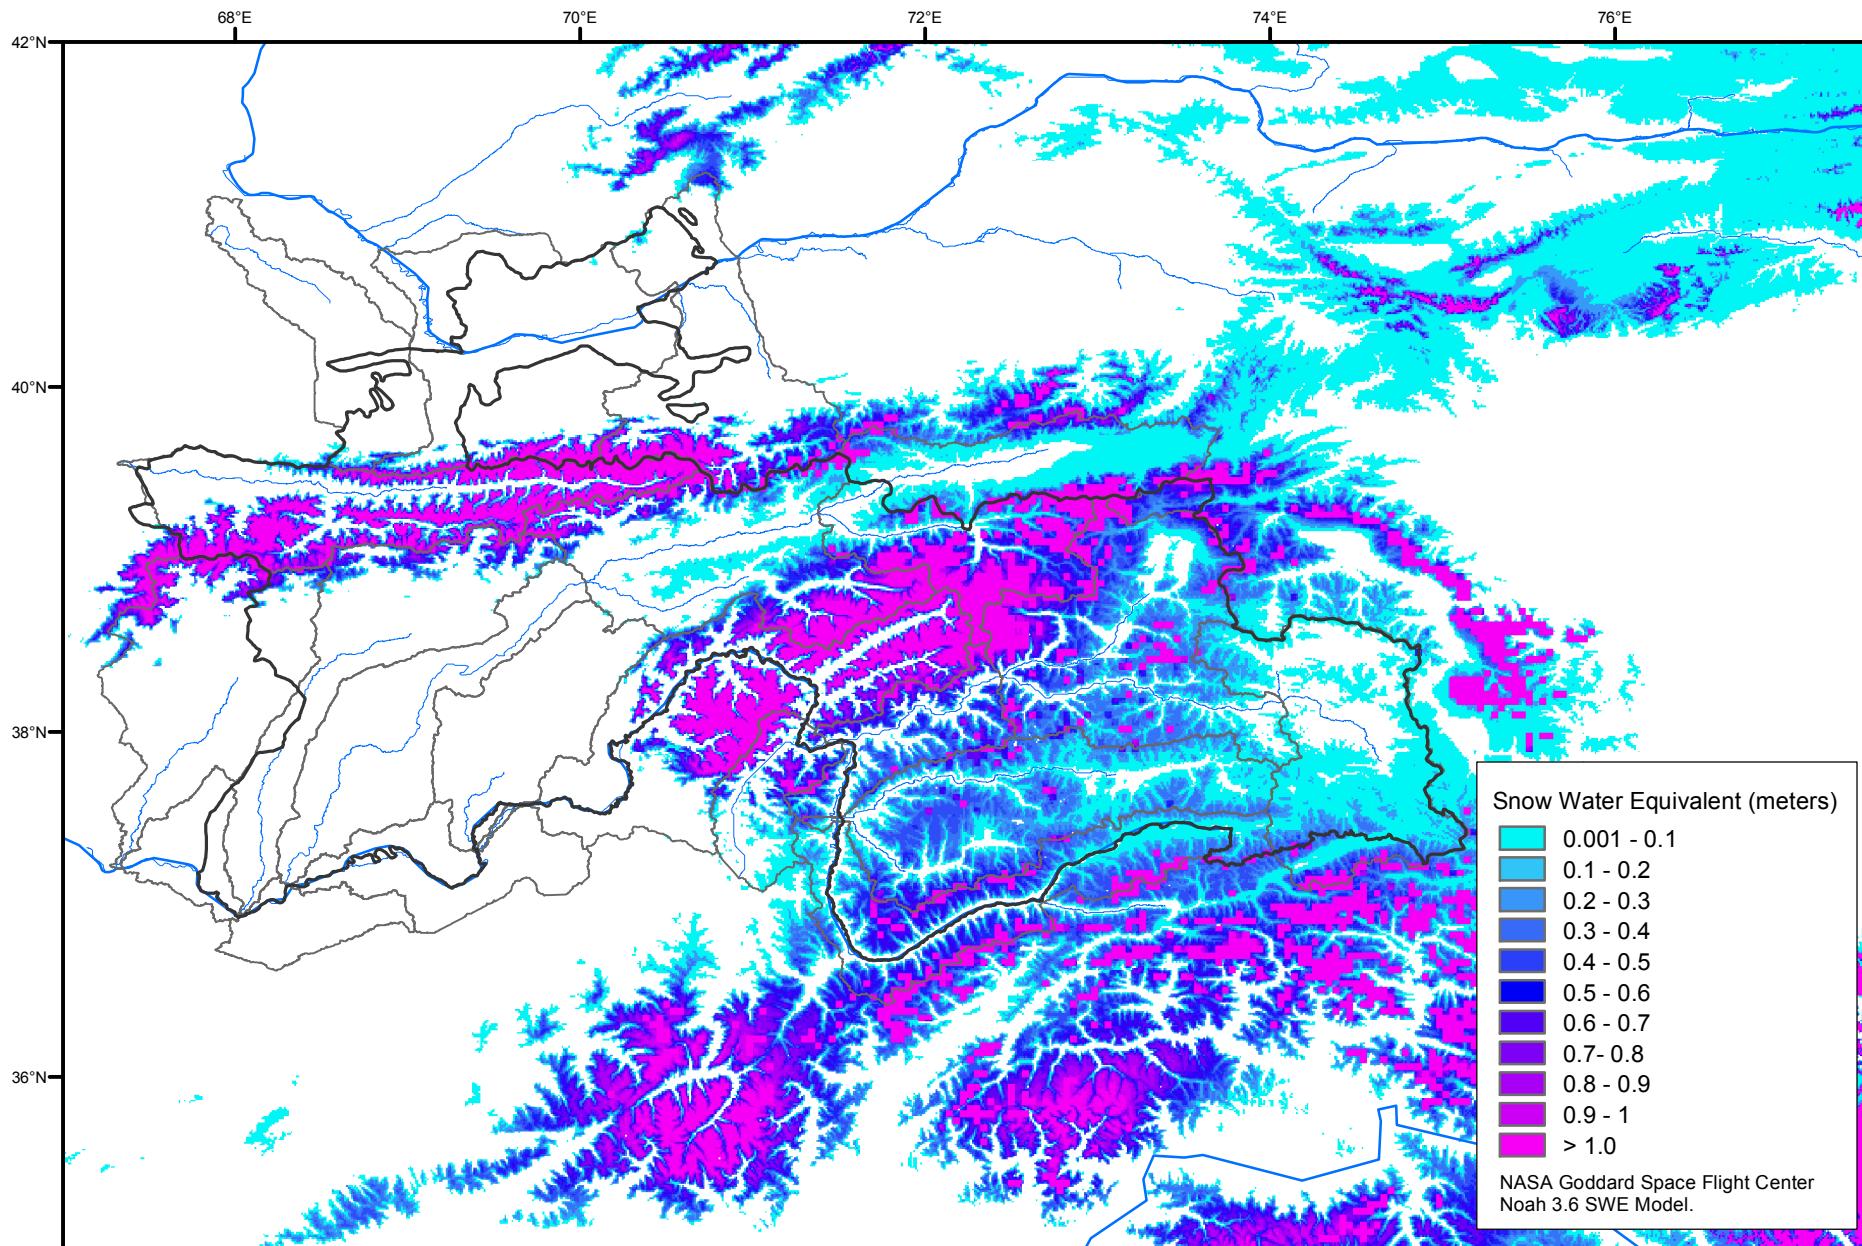 68°E
70°E
72°E
74°E
76°E
42°N
40°N
38°N
36°N
Snow Water Equivalent (meters)
0.001 - 0.1
0.1 - 0.2
0.2 - 0.3
0.3 - 0.4
0.4 - 0.5
0.5 - 0.6
0.6 - 0.7
0.7- 0.8
0.8 - 0.9
0.9 - 1
> 1.0
NASA Goddard Space Flight Center
Noah 3.6 SWE Model.